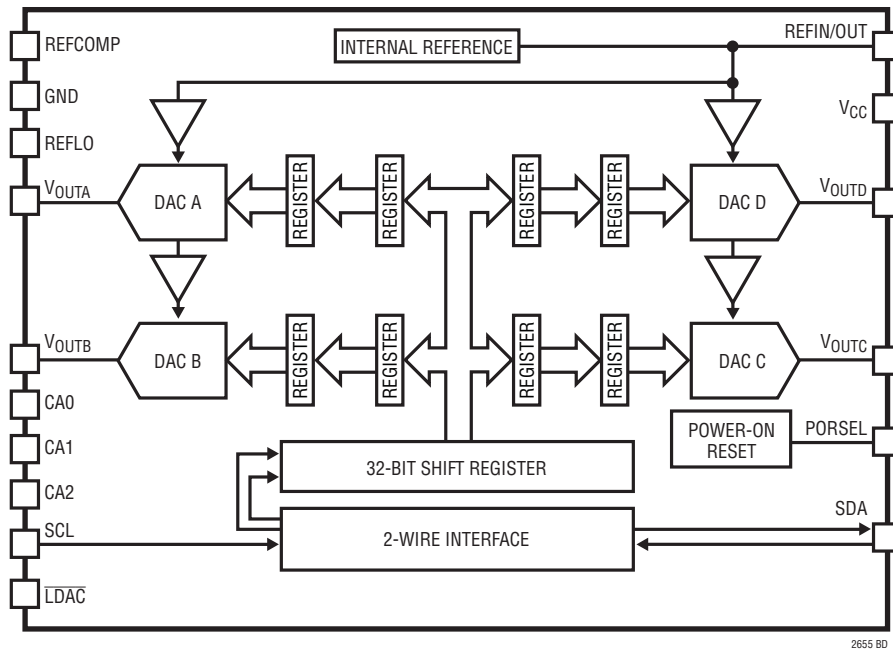 REFCOMP
INTERNAL REFERENCE
REFIN/OUT
GND
VCC
REFLO
VOUTA
DAC A
REGISTER
REGISTER
REGISTER
REGISTER
DAC D
VOUTD
VOUTB
DAC B
REGISTER
REGISTER
REGISTER
REGISTER
DAC C
VOUTC
CA0
CA1
CA2
POWER-ON
RESET
PORSEL
32-BIT SHIFT REGISTER
SCL
2-WIRE INTERFACE
SDA
LDAC
2655 BD